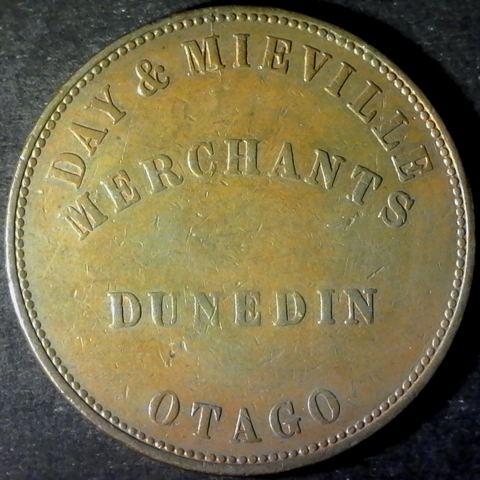 DAY & MIEVILLE
MERCHANTS
DUNEDIN
OTAGO